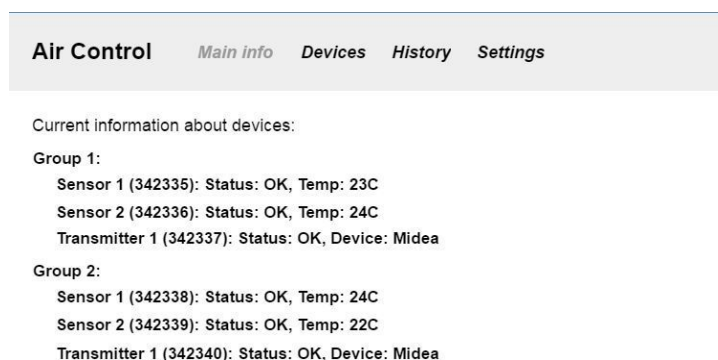 Air Control Main info Devices History Settings
Current information about devices:
Group 1:
Sensor 1 (342335): Status: OK, Temp: 23C
Sensor 2 (342336): Status: OK, Temp: 24C
Transmitter 1 (342337): Status: OK, Device: Midea
Group 2:
Sensor 1 (342338): Status: OK, Temp: 24C
Sensor 2 (342339): Status: OK, Temp: 22C
Transmitter 1 (342340): Status: OK, Device: Midea